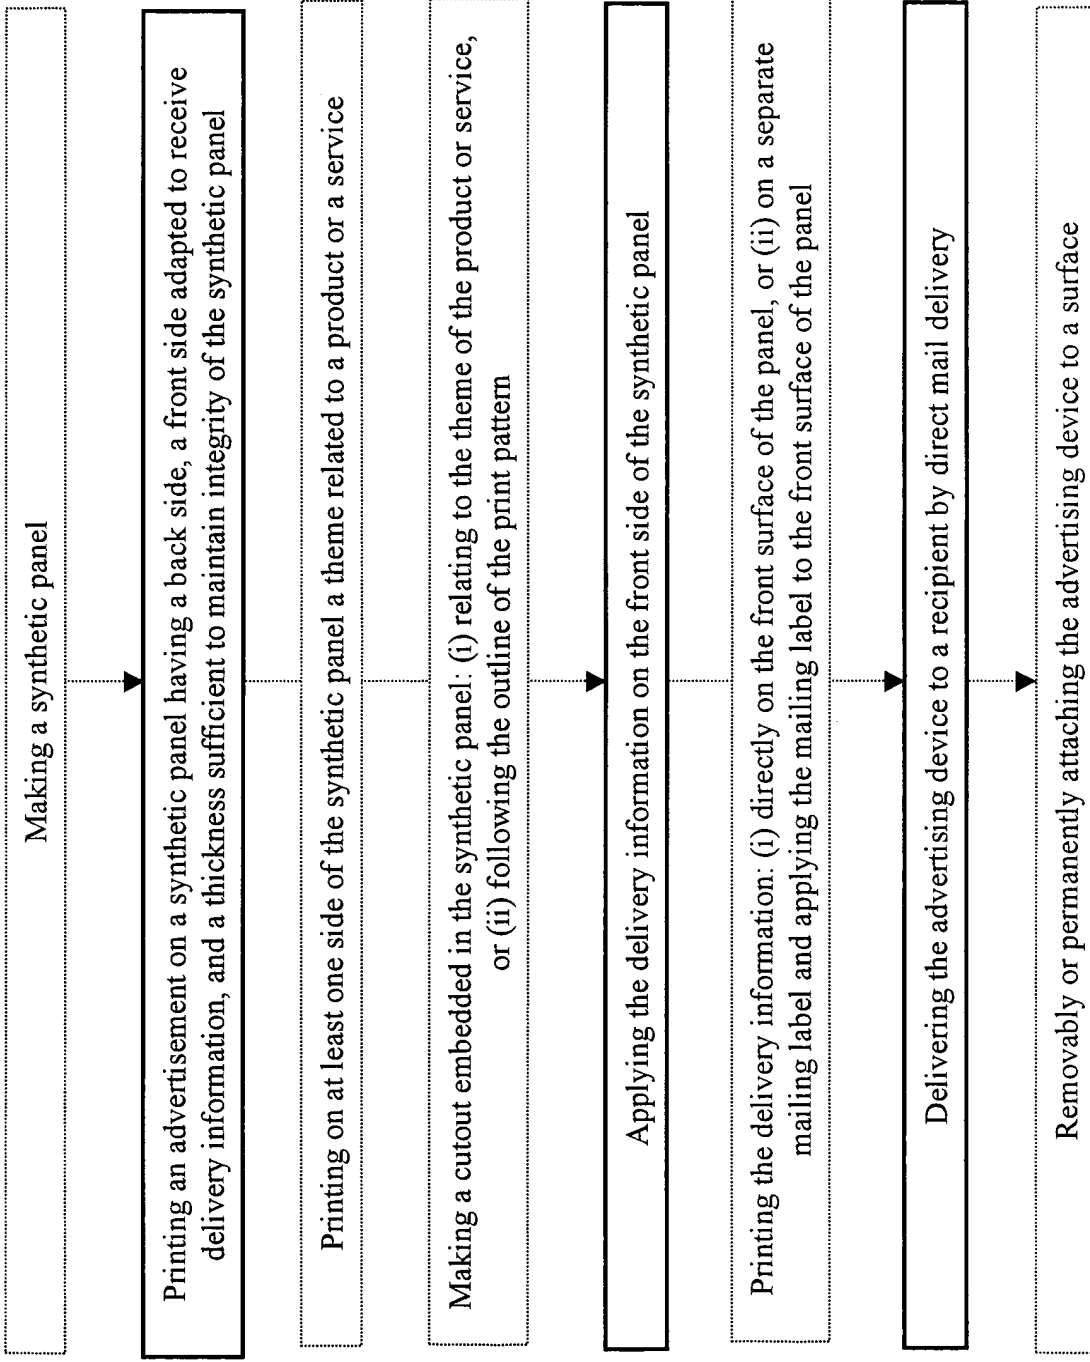 Making a synthetic panel
Printing an advertisement on a synthetic panel having a back side, a front side adapted to receive
delivery information, and a thickness sufficient to maintain integrity of the synthetic panel
Printing on at least one side of the synthetic panel a theme related to a product or a service
Making a cutout embedded in the synthetic panel: (i) relating to the theme of the product or service,
or (ii) following the outline of the print pattern
Applying the delivery information on the front side of the synthetic panel
Printing the delivery information: (i) directly on the front surface of the panel, or (ii) on a separate
mailing label and applying the mailing label to the front surface of the panel
Delivering the advertising device to a recipient by direct mail delivery
Removably or permanently attaching the advertising device to a surface